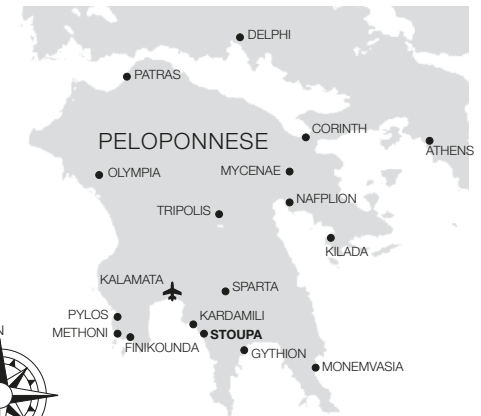 DELPHI
PATRAS
PELOPONNESE
CORINTH
ATHENS
OLYMPIA
MYCENAE
NAFPLION
TRIPOLIS
KILADA
KALAMATA
SPARTA
PYLOS
KARDAMILI
METHONI
STOUPA
FINIKOUNDA
GYTHION
MONEMVASIA
N